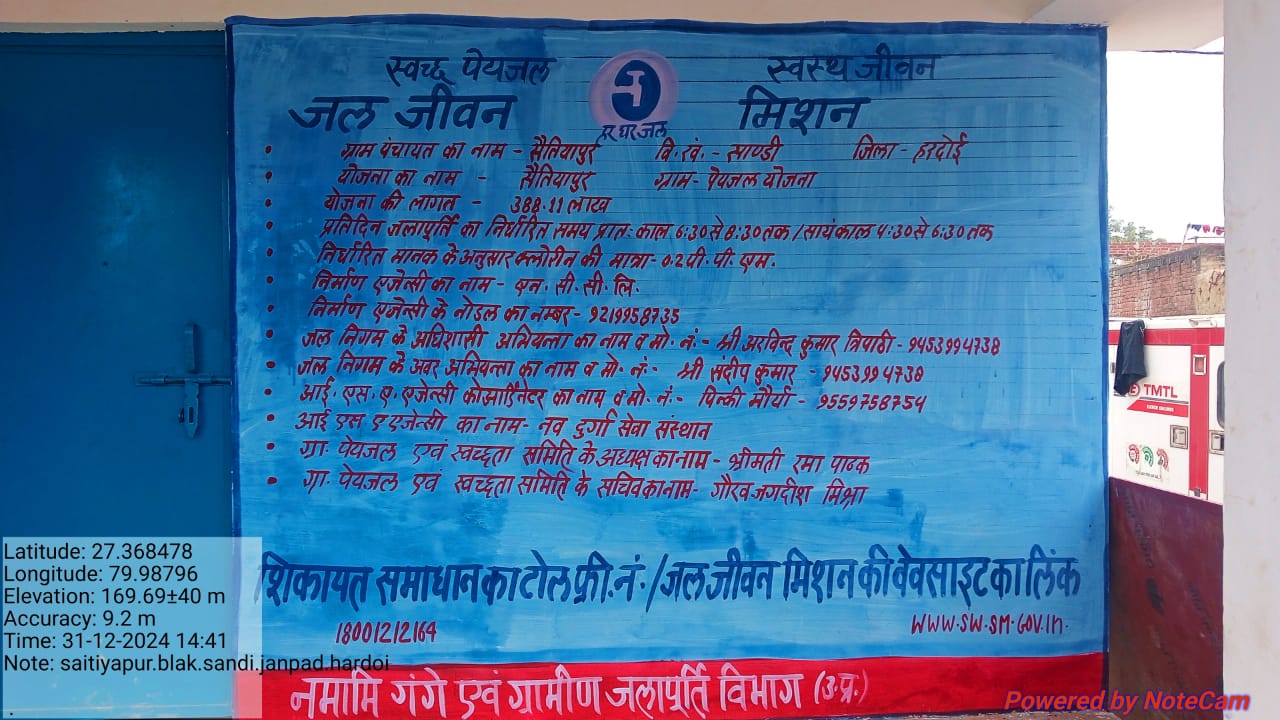 स्वच्छ पेयजल स्वस्थ जीवन
जल जीवन मिशन
हर घर जल
• ग्राम पंचायत का नाम - सैतियापुर वि.खं. - साण्डी जिला - हरदोई
• योजना का नाम - सैतियापुर ग्राम - पेयजल योजना
• योजना की लागत - 388.11 लाख
• प्रतिदिन जलापूर्ति का निर्धारित समय प्रातः काल 6:30 से 8:30 तक / सायंकाल 4:30 से 6:30 तक
• निर्धारित मानक के अनुसार क्लोरीन की मात्रा - 0.2 पी. पी. एम.
• निर्माण एजेन्सी का नाम - एन. सी. सी. लि.
• निर्माण एजेन्सी के नोडल का नम्बर - 9219958735
• जल निगम के अधिशासी अभियन्ता का नाम व मो. नं. :- श्री अरविन्द कुमार त्रिपाठी - 9453994738
• जल निगम के अवर अभियन्ता का नाम व मो. नं. :- श्री संदीप कुमार - 9453994738
• आई. एस. ए. एजेन्सी कोआर्डिनेटर का नाम व मो. नं. :- पिन्की मौर्या - 9559758754
आई एस ए एजेन्सी का नाम - नव दुर्गा सेवा संस्थान
• ग्रा. पेयजल एवं स्वच्छता समिति के अध्यक्ष का नाम - श्रीमती रमा पाठक
• ग्रा. पेयजल एवं स्वच्छता समिति के सचिव का नाम - गौरव जगदीश मिश्रा
शिकायत समाधान का टोल फ्री. नं. / जल जीवन मिशन की वेवसाइट का लिंक
18001212164 WWW.SW.SM.GOV.in.
नमामि गंगे एवं ग्रामीण जलापूर्ति विभाग (उ.प्र.)
TMTL
Latitude: 27.368478
Longitude: 79.98796
Elevation: 169.69±40 m
Accuracy: 9.2 m
Time: 31-12-2024 14:41
Note: saitiyapur.blak.sandi.janpad.hardoi
Powered by NoteCam